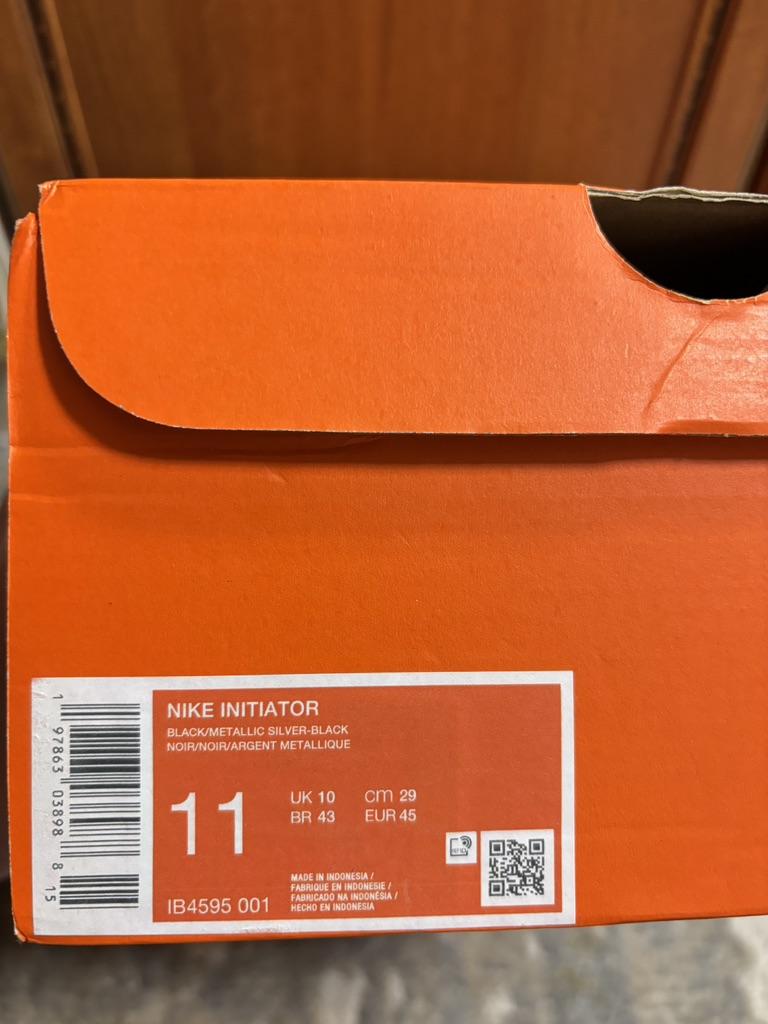 NIKE INITIATOR
BLACK/METALLIC SILVER-BLACK
NOIR/NOIR/ARGENT METALLIQUE
11
UK 10 cm 29
BR 43 EUR 45
MADE IN INDONESIA /
FABRIQUE EN INDONESIE /
FABRICADO NA INDONÉSIA /
HECHO EN INDONESIA
IB4595 001
1 97863 03898 8 15